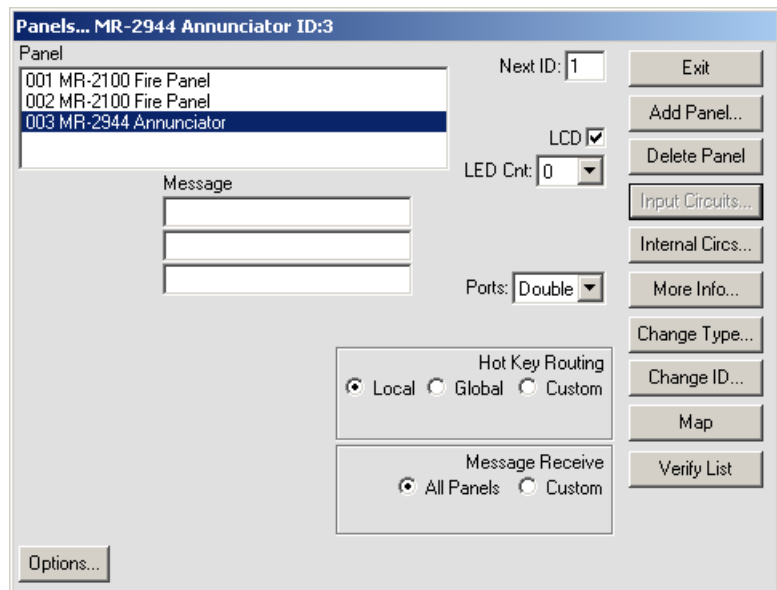 Panels... MR-2944 Annunciator ID:3
Panel
001 MR-2100 Fire Panel
002 MR-2100 Fire Panel
003 MR-2944 Annunciator
Next ID: 1
LCD
LED Cnt: 0
Message
Ports: Double
Hot Key Routing
Local Global Custom
Message Receive
All Panels Custom
Exit
Add Panel...
Delete Panel
Input Circuits...
Internal Circs...
More Info...
Change Type...
Change ID...
Map
Verify List
Options...